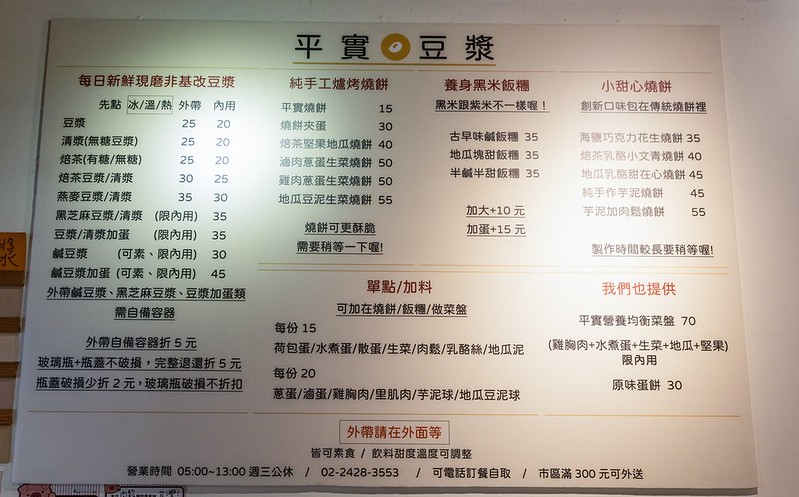 平實豆漿
每日新鮮現磨非基改豆漿
先點 冰/溫/熱 外帶 內用
豆漿 25 20
清漿(無糖豆漿) 25 20
焙茶(有糖/無糖) 25 20
焙茶豆漿/清漿 30 25
燕麥豆漿/清漿 35 30
黑芝麻豆漿/清漿 (限內用) 35
豆漿/清漿加蛋 (限內用) 35
鹹豆漿 (可素、限內用) 30
鹹豆漿加蛋 (可素、限內用) 45
外帶鹹豆漿、黑芝麻豆漿、豆漿加蛋類
需自備容器
外帶自備容器折 5 元
玻璃瓶+瓶蓋不破損，完整退還折 5 元
瓶蓋破損少折 2 元，玻璃瓶破損不折扣
純手工爐烤燒餅
平實燒餅 15
燒餅夾蛋 30
焙茶堅果地瓜燒餅 40
滷肉蔥蛋生菜燒餅 50
雞肉蔥蛋生菜燒餅 50
地瓜豆泥生菜燒餅 55
燒餅可更酥脆
需要稍等一下喔!
養身黑米飯糰
黑米跟紫米不一樣喔！
古早味鹹飯糰 35
地瓜塊甜飯糰 35
半鹹半甜飯糰 35
加大+10 元
加蛋+15 元
小甜心燒餅
創新口味包在傳統燒餅裡
海鹽巧克力花生燒餅 35
焙茶乳酪小文青燒餅 40
地瓜乳酪甜在心燒餅 45
純手作芋泥燒餅 45
芋泥加肉鬆燒餅 55
製作時間較長要稍等喔!
單點/加料
可加在燒餅/飯糰/做菜盤
每份 15
荷包蛋/水煮蛋/散蛋/生菜/肉鬆/乳酪絲/地瓜泥
每份 20
蔥蛋/滷蛋/雞胸肉/里肌肉/芋泥球/地瓜豆泥球
我們也提供
平實營養均衡菜盤 70
(雞胸肉+水煮蛋+生菜+地瓜+堅果)
限內用
原味蛋餅 30
外帶請在外面等
皆可素食 / 飲料甜度溫度可調整
營業時間 05:00~13:00 週三公休 / 02-2428-3553 / 可電話訂餐自取 / 市區滿 300 元可外送